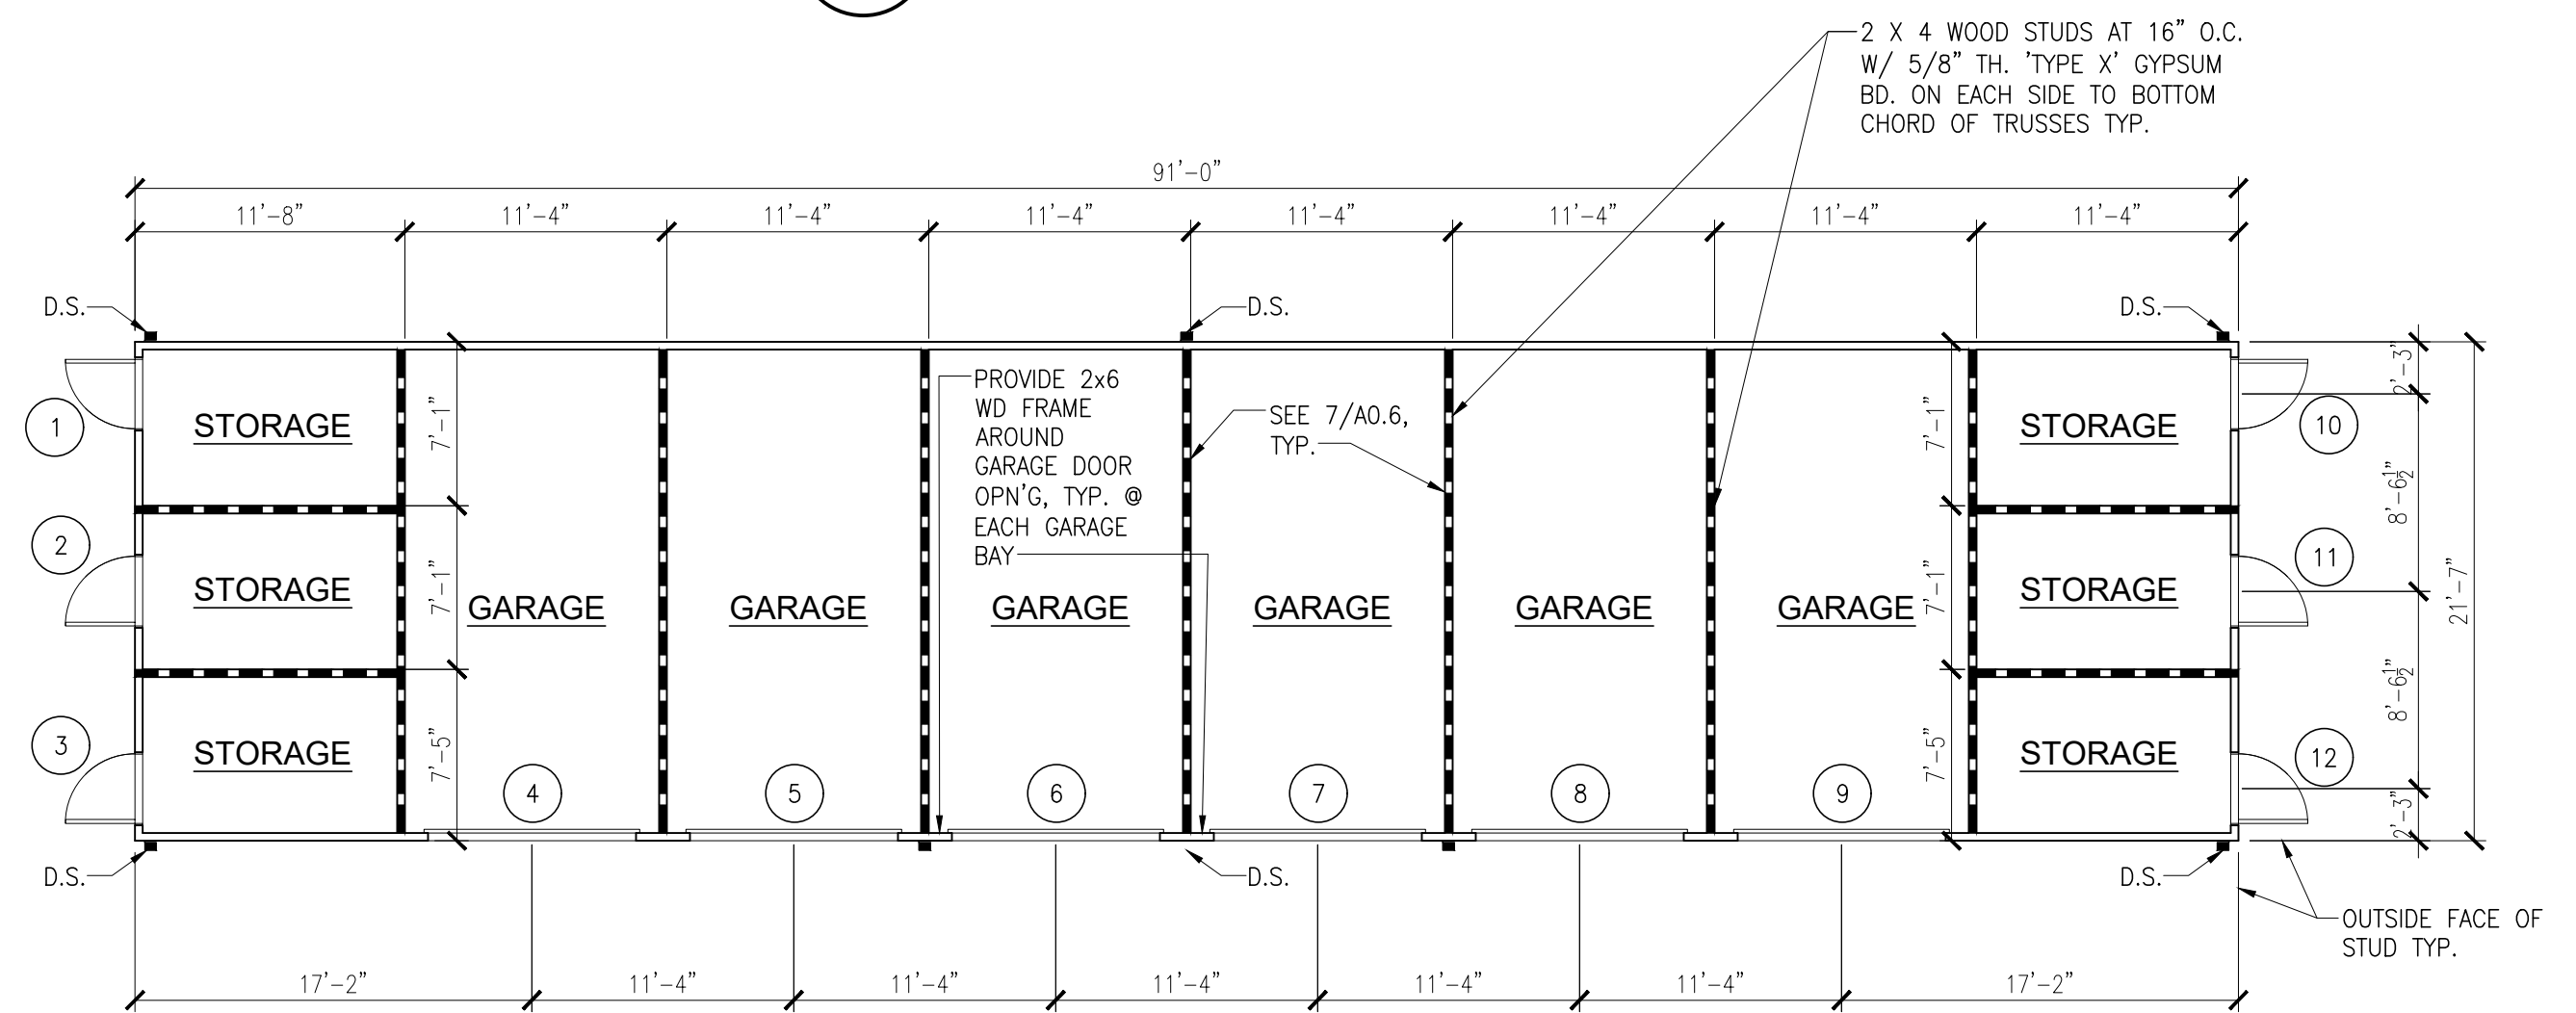 2 X 4 WOOD STUDS AT 16" O.C.
W/ 5/8" TH. 'TYPE X' GYPSUM
BD. ON EACH SIDE TO BOTTOM
CHORD OF TRUSSES TYP.
91'-0"
11'-8"
11'-4"
11'-4"
11'-4"
11'-4"
11'-4"
11'-4"
11'-4"
D.S.
D.S.
D.S.
PROVIDE 2x6
WD FRAME
AROUND
GARAGE DOOR
OPN'G, TYP. @
EACH GARAGE
BAY
SEE 7/A0.6,
TYP.
1
2
3
STORAGE
STORAGE
STORAGE
7'-1"
7'-1"
7'-5"
GARAGE
GARAGE
GARAGE
GARAGE
GARAGE
GARAGE
4
5
6
7
8
9
7'-1"
7'-1"
7'-5"
STORAGE
STORAGE
STORAGE
10
11
12
2'-3"
8'-6½"
8'-6½"
2'-3"
21'-7"
D.S.
D.S.
D.S.
OUTSIDE FACE OF
STUD TYP.
17'-2"
11'-4"
11'-4"
11'-4"
11'-4"
11'-4"
17'-2"